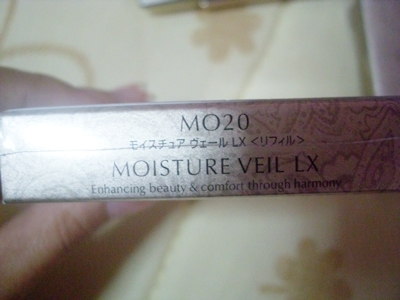 MO20
モイスチュア ヴェール LX <リフィル>
MOISTURE VEIL LX
Enhancing beauty & comfort through harmony